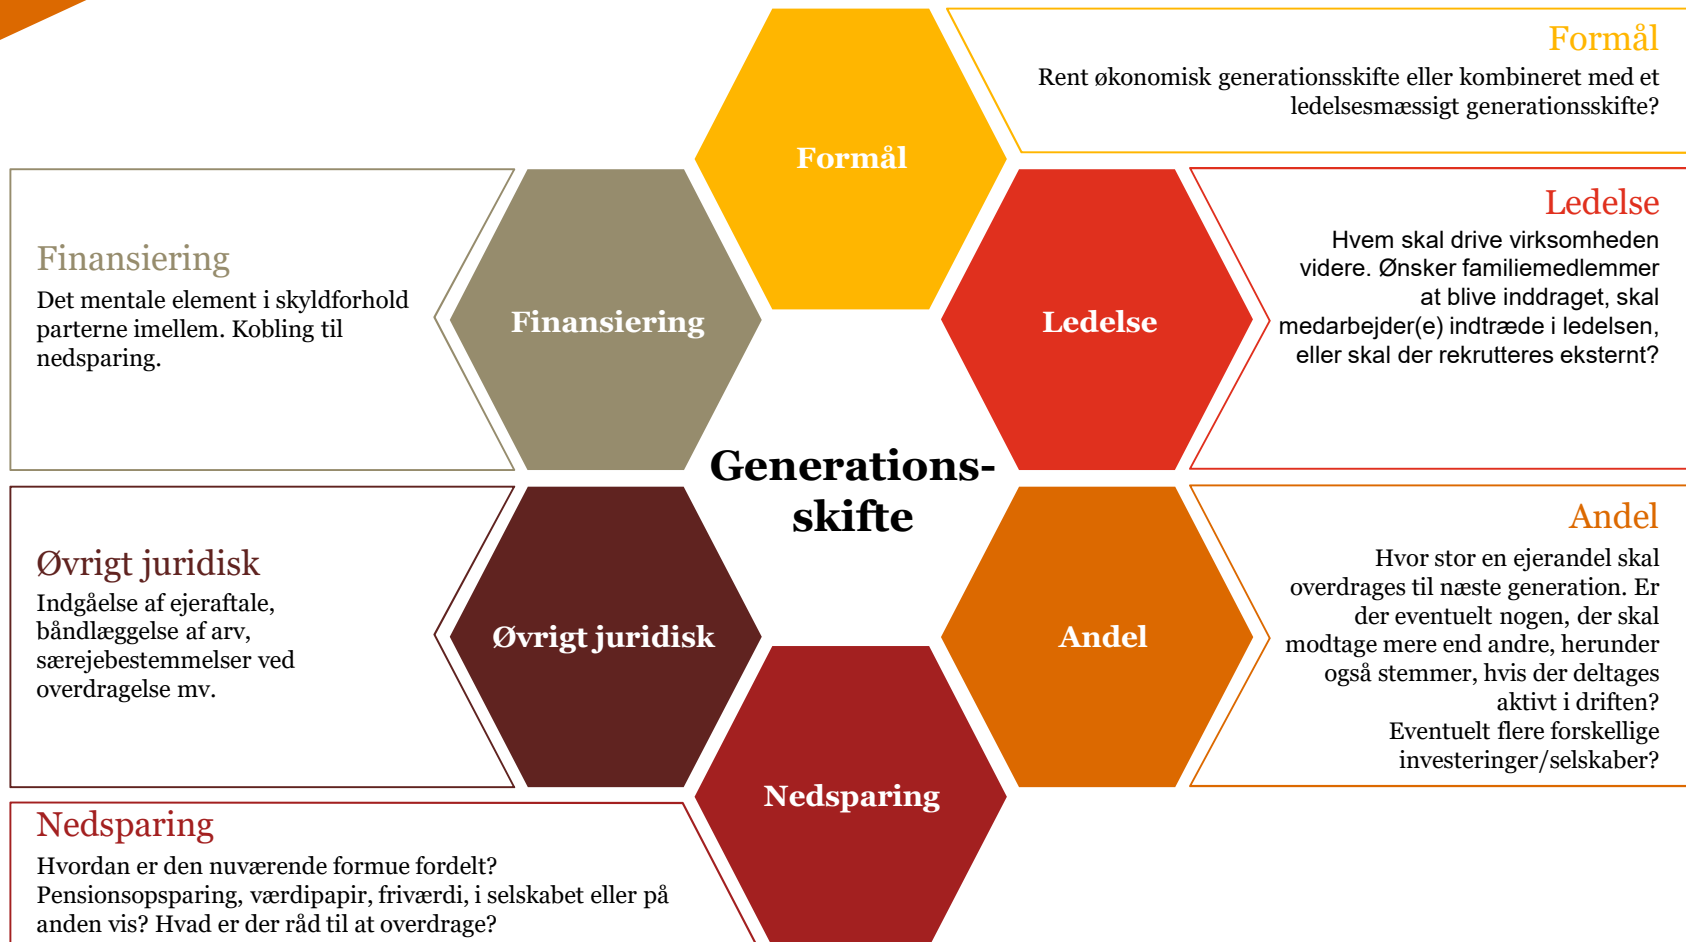 Formål
Rent økonomisk generationsskifte eller kombineret med et
ledelsesmæssigt generationsskifte?
Formål
Ledelse
Hvem skal drive virksomheden
videre. Ønsker familiemedlemmer
at blive inddraget, skal
medarbejder(e) indtræde i ledelsen,
eller skal der rekrutteres eksternt?
Ledelse
Finansiering
Det mentale element i skyldforhold
parterne imellem. Kobling til
nedsparing.
Finansiering
Generations-
skifte
Andel
Hvor stor en ejerandel skal
overdrages til næste generation. Er
der eventuelt nogen, der skal
modtage mere end andre, herunder
også stemmer, hvis der deltages
aktivt i driften?
Eventuelt flere forskellige
investeringer/selskaber?
Andel
Øvrigt juridisk
Indgåelse af ejeraftale,
båndlæggelse af arv,
særejebestemmelser ved
overdragelse mv.
Øvrigt juridisk
Nedsparing
Nedsparing
Hvordan er den nuværende formue fordelt?
Pensionsopsparing, værdipapir, friværdi, i selskabet eller på
anden vis? Hvad er der råd til at overdrage?